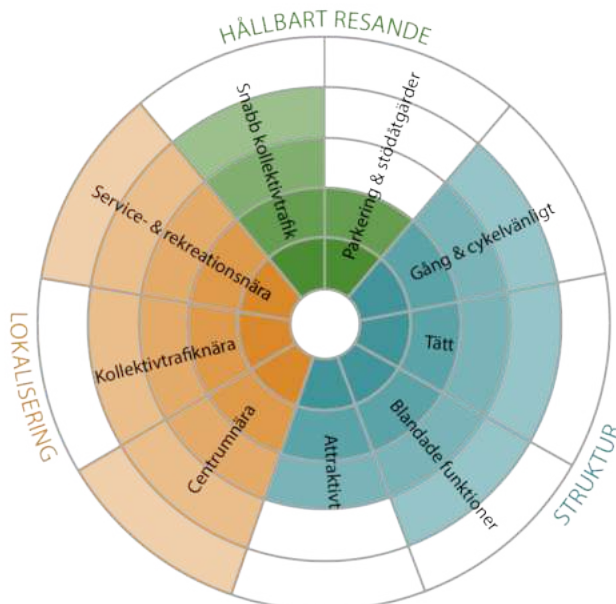 HÅLLBART RESANDE
Snabb kollektivtrafik
Parkering & stödåtgärder
Service- & rekreationsnära
Gång & cykelvänligt
LOKALISERING
Kollektivtrafiknära
Tätt
Centrumnära
Attraktivt
Blandade funktioner
STRUKTUR